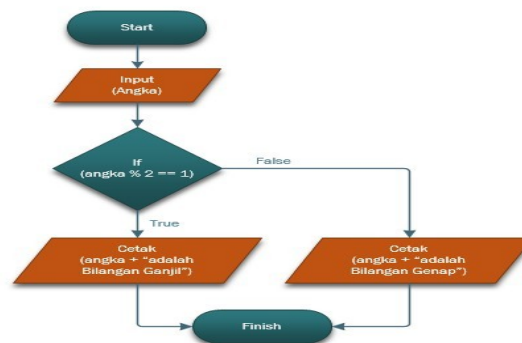 Start
Input
(Angka)
If
(angka % 2 == 1)
False
True
Cetak
(angka + “adalah
Bilangan Ganjil”)
Cetak
(angka + “adalah
Bilangan Genap”)
Finish